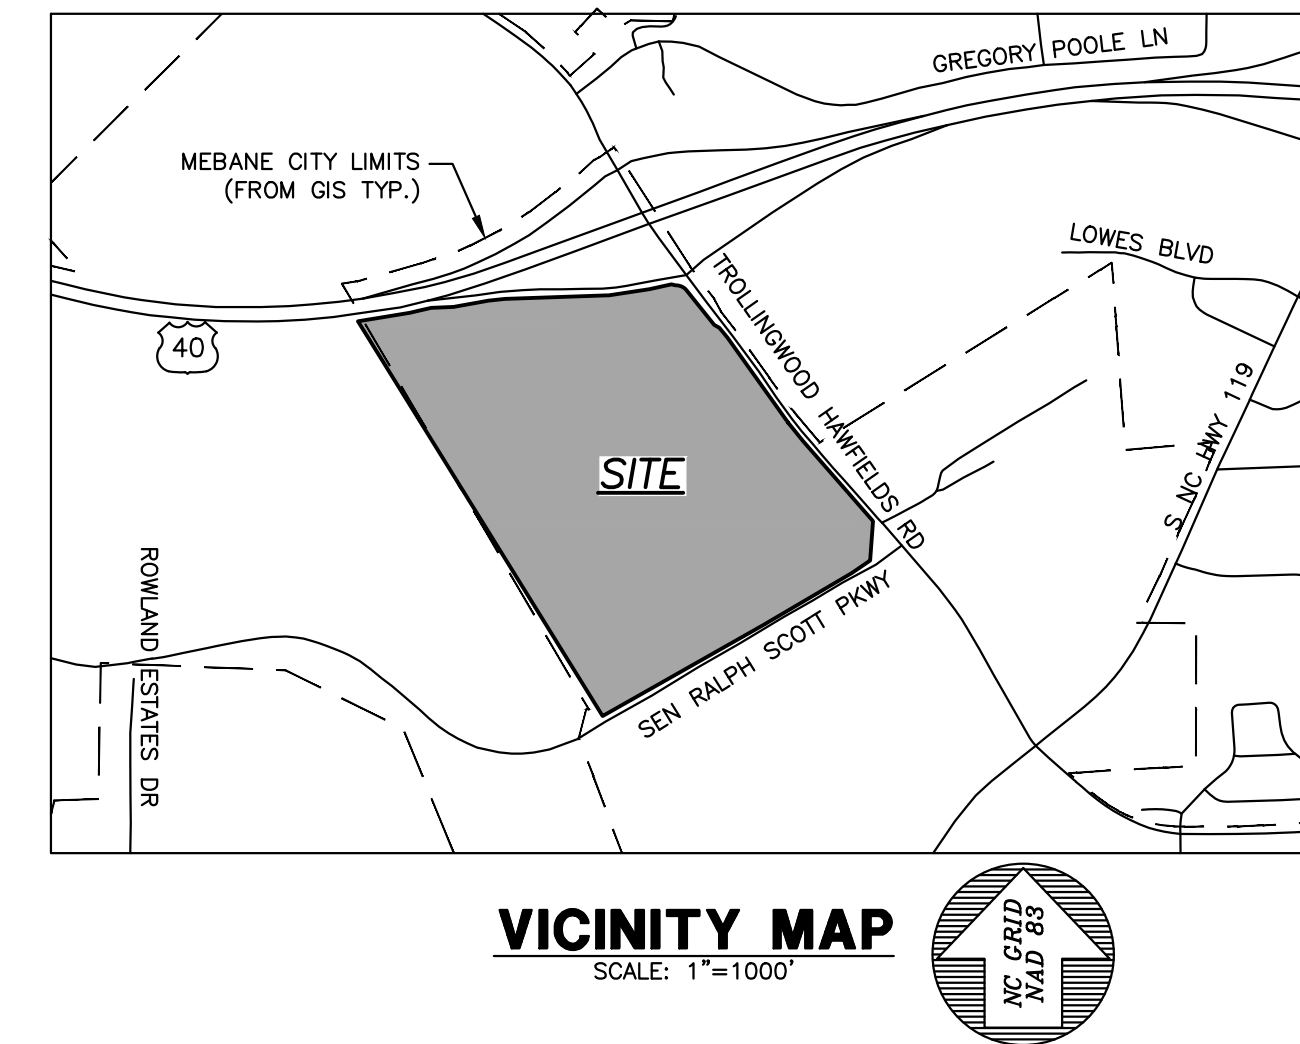 GREGORY POOLE LN
MEBANE CITY LIMITS
(FROM GIS TYP.)
LOWES BLVD
TROLLINGWOOD HAWFIELDS RD
40
S NC HWY 119
SITE
ROWLAND ESTATES DR
SEN RALPH SCOTT PKWY
VICINITY MAP
SCALE: 1"=1000'
NC GRID
NAD 83